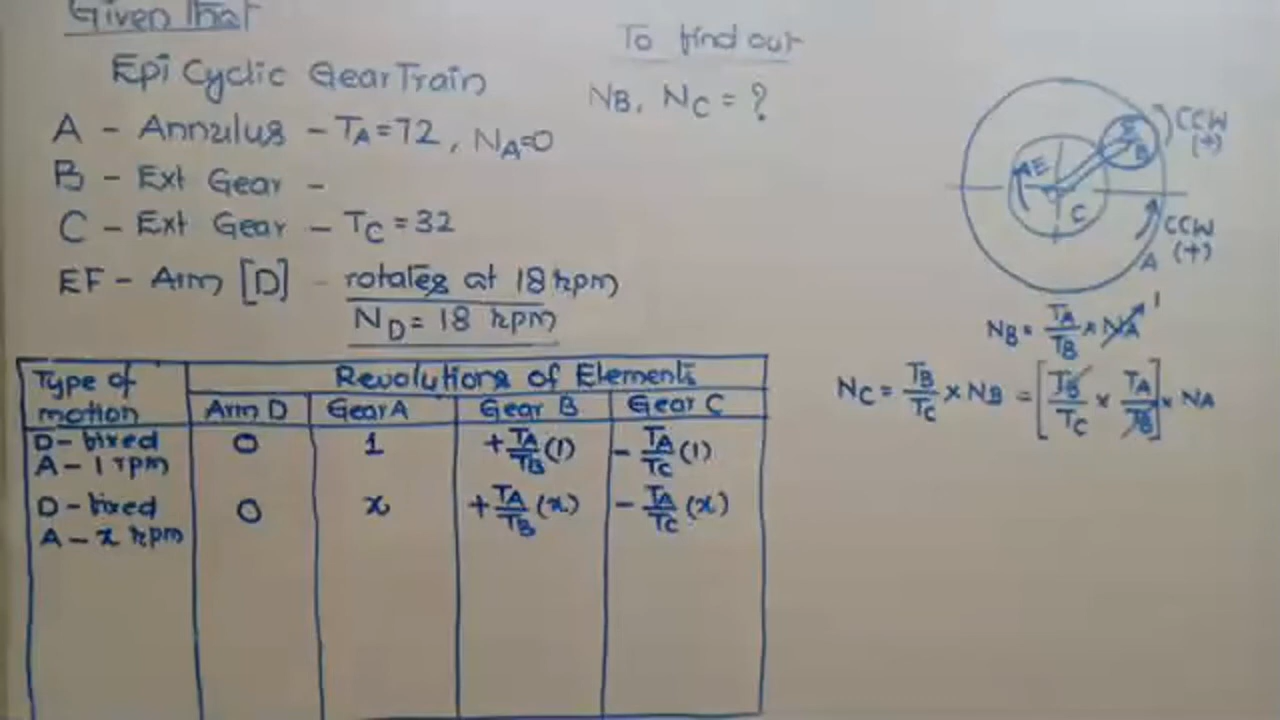 Given that
To find out
Epi Cyclic Gear Train
NB, NC = ?
A - Annulus - TA=72, NA=0
B - Ext Gear -
C - Ext Gear - TC = 32
EF - Arm [D] - rotates at 18 rpm
ND = 18 rpm
E
B
CCW
(+)
E
C
CCW
(+)
A
NB = TA/TB × NA 1
NC = TB/TC × NB = [TB/TC × TA/TB] × NA
Type of motion
Revolutions of Elements
Arm D Gear A Gear B Gear C
D - fixed
A - 1 rpm
0 1 +TA/TB (1) - TA/TC (1)
D - fixed
A - x rpm
0 x +TA/TB (x) - TA/TC (x)